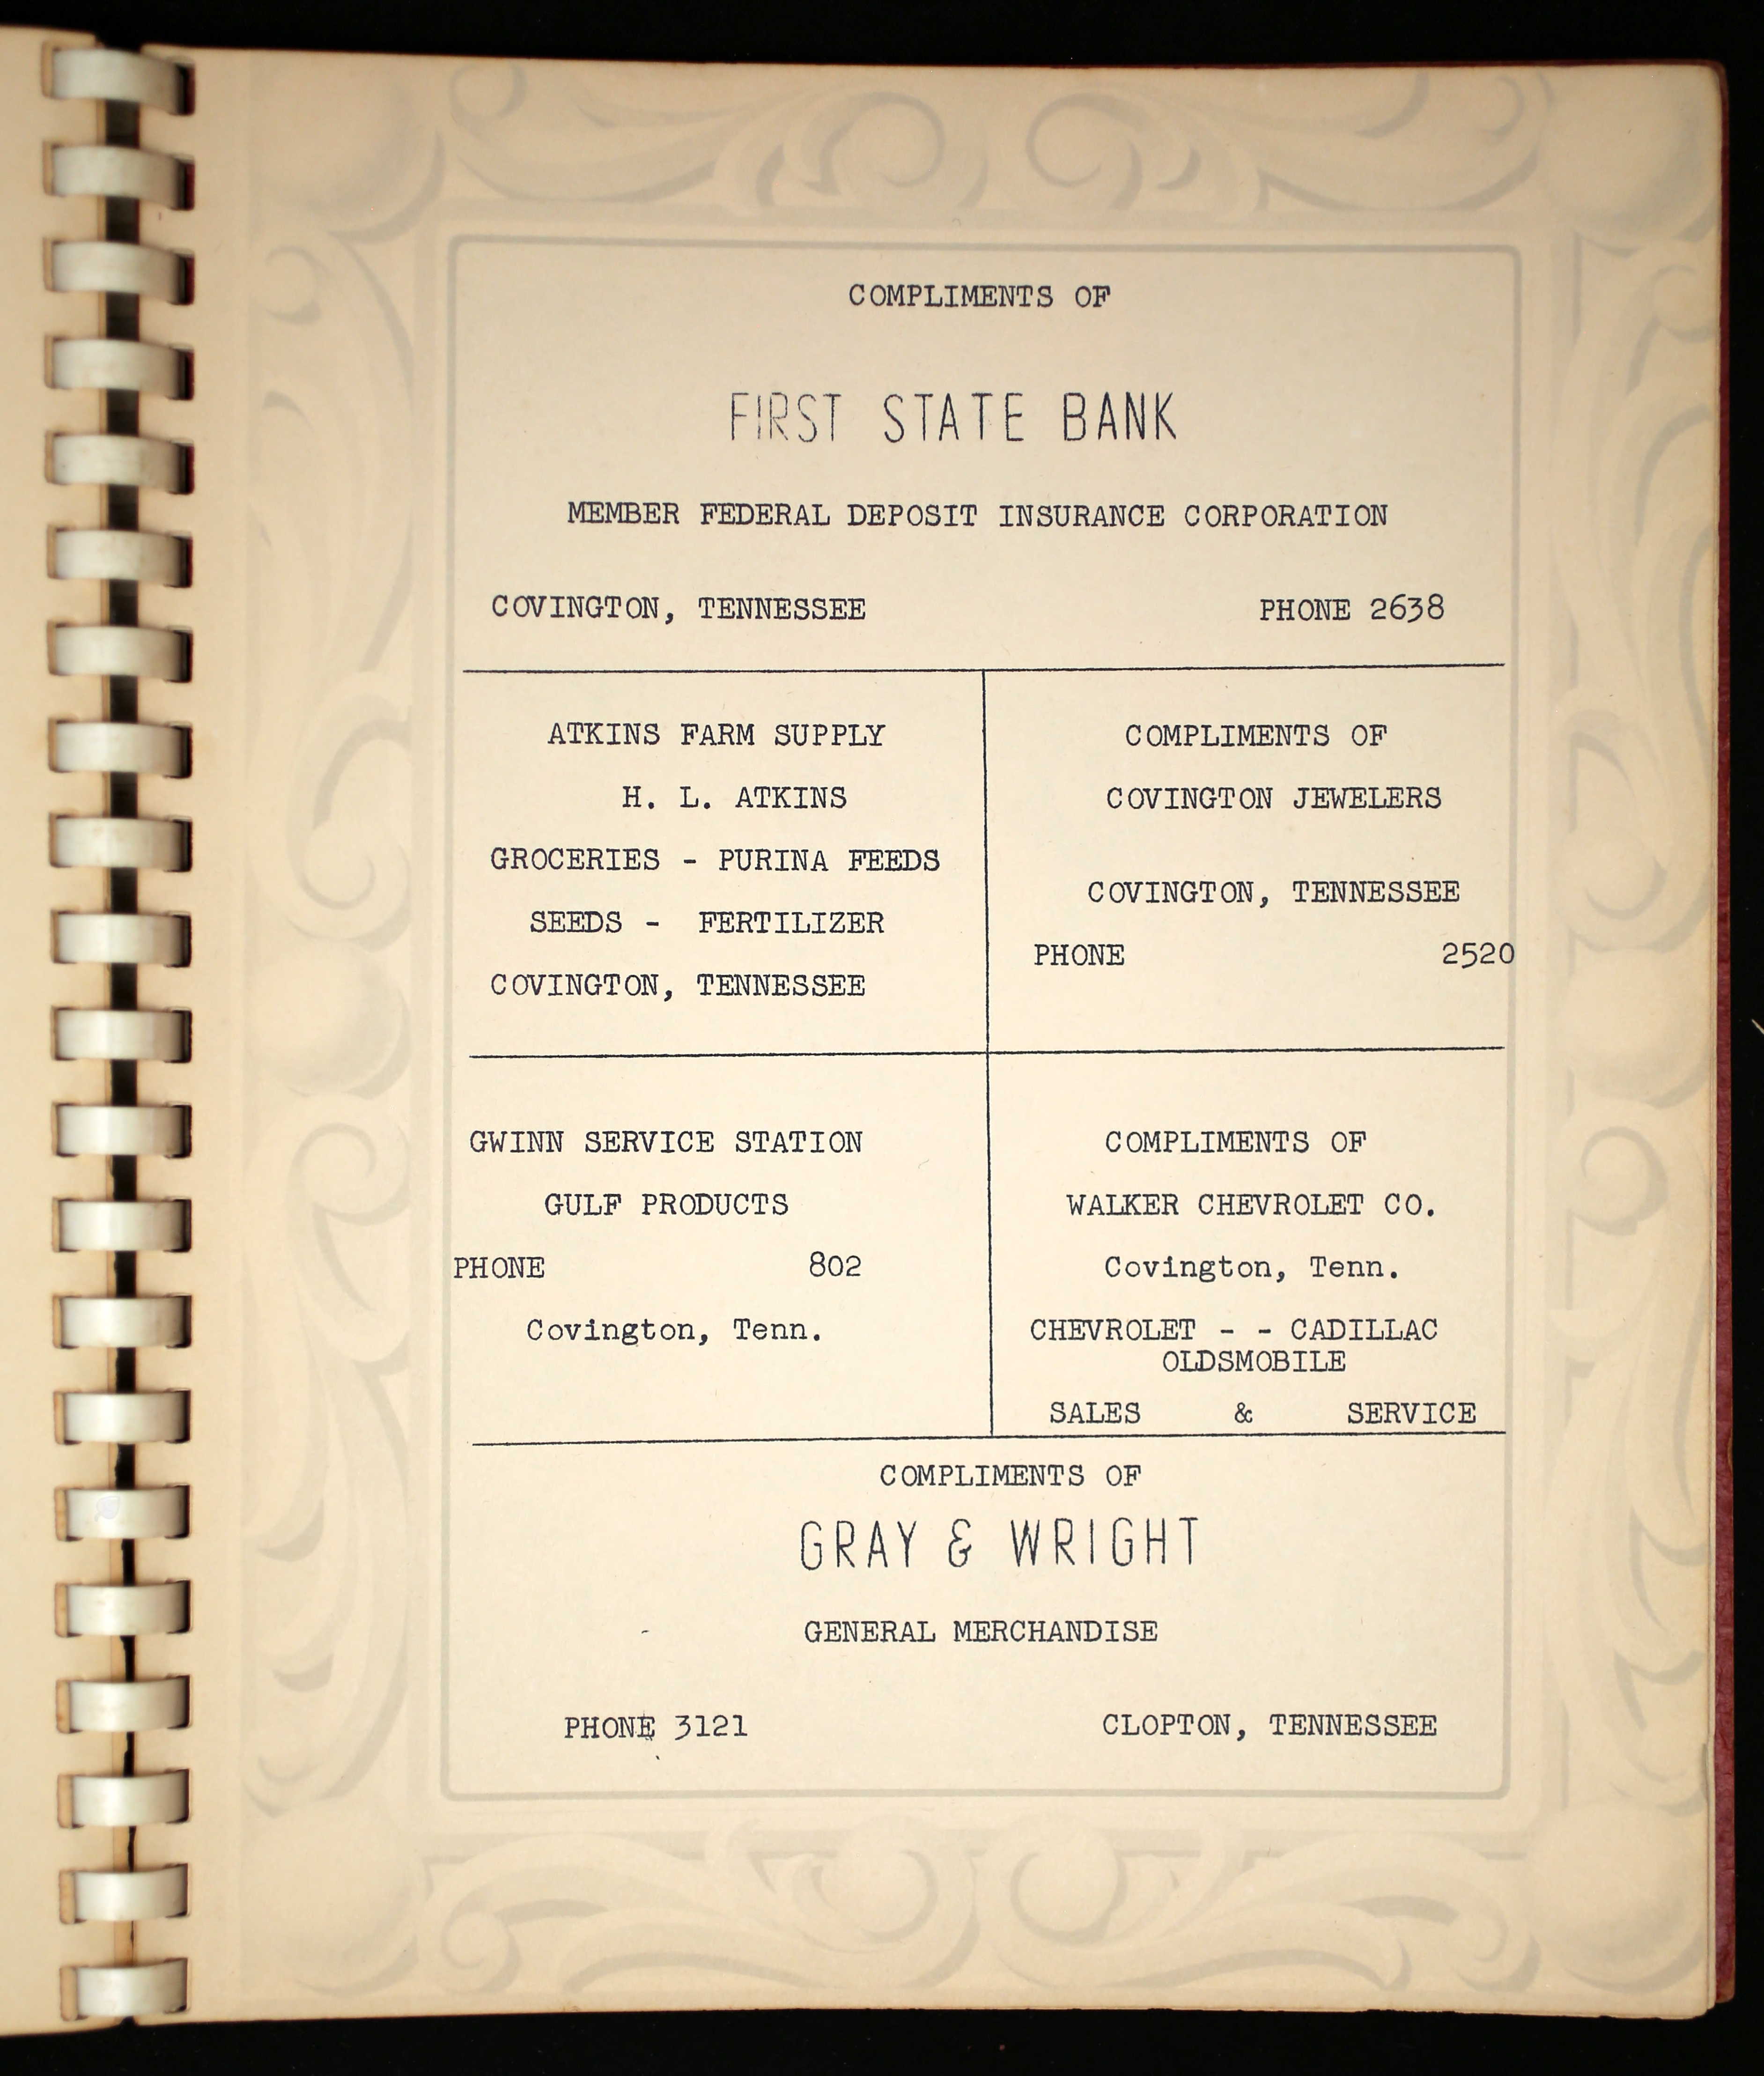 COMPLIMENTS OF
FIRST STATE BANK
MEMBER FEDERAL DEPOSIT INSURANCE CORPORATION
COVINGTON, TENNESSEE PHONE 2638
ATKINS FARM SUPPLY
H. L. ATKINS
GROCERIES - PURINA FEEDS
SEEDS - FERTILIZER
COVINGTON, TENNESSEE
COMPLIMENTS OF
COVINGTON JEWELERS
COVINGTON, TENNESSEE
PHONE 2520
GWINN SERVICE STATION
GULF PRODUCTS
PHONE 802
Covington, Tenn.
COMPLIMENTS OF
WALKER CHEVROLET CO.
Covington, Tenn.
CHEVROLET - - CADILLAC
OLDSMOBILE
SALES & SERVICE
COMPLIMENTS OF
GRAY & WRIGHT
GENERAL MERCHANDISE
PHONE 3121 CLOPTON, TENNESSEE